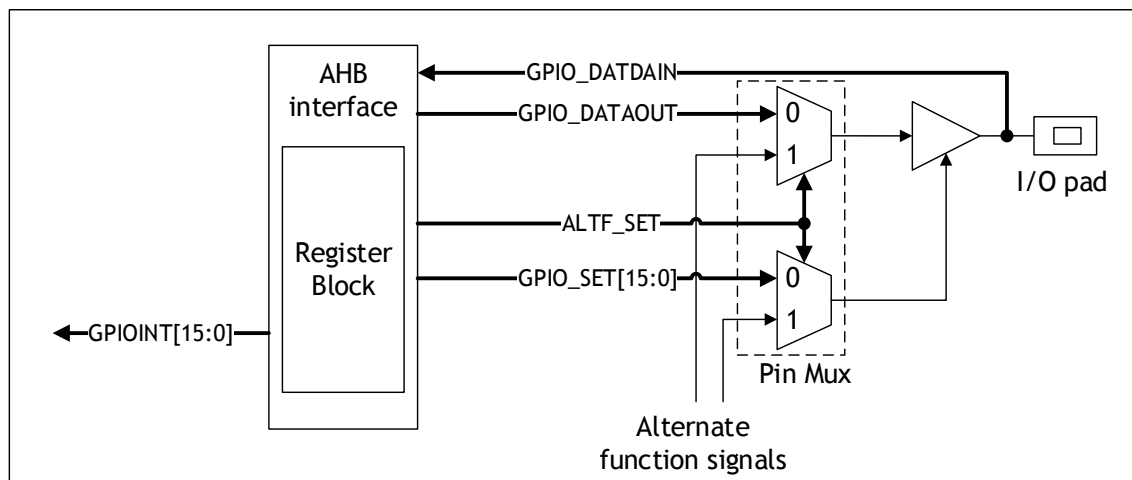 AHB
interface
GPIO_DATDAIN
GPIO_DATAOUT
0
1
I/O pad
ALTF_SET
Register
Block
GPIO_SET[15:0]
0
1
GPIOINT[15:0]
Pin Mux
Alternate
function signals